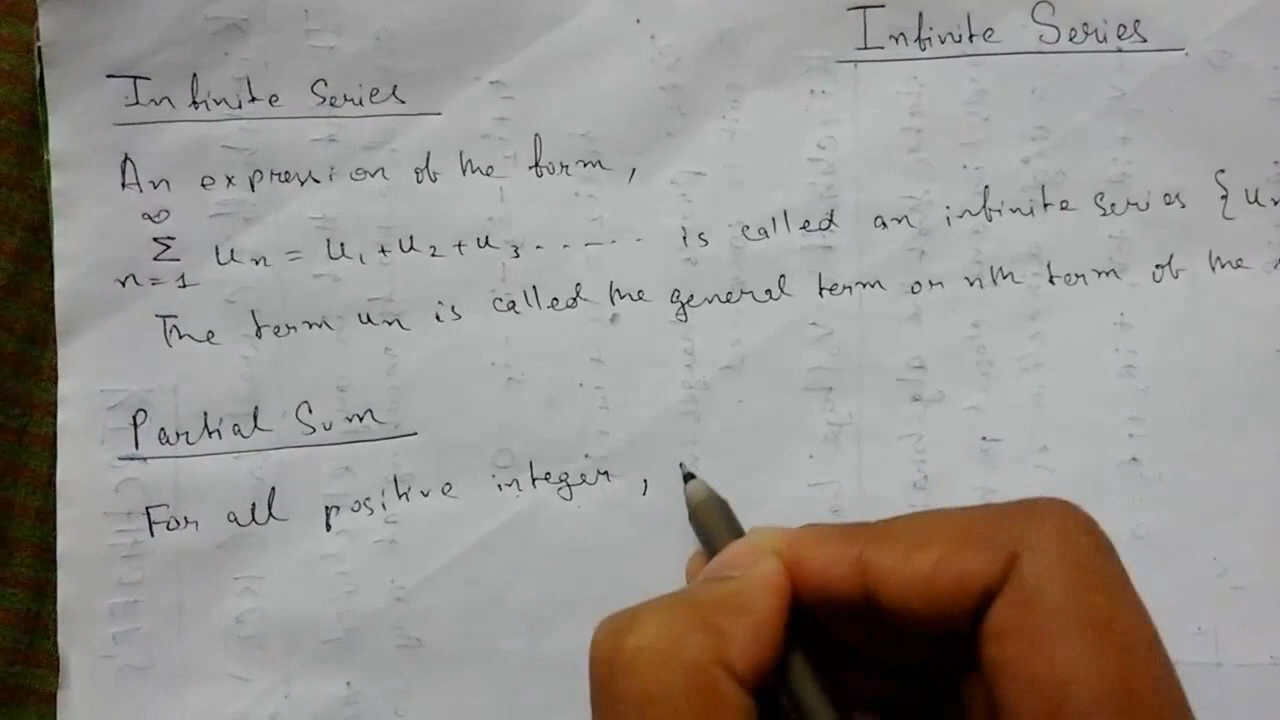 Infinite Series
Infinite Series
An expression of the form,
∞
Σ un = u1 + u2 + u3 ------ is called an infinite series {un
n=1
The term un is called the general term or nth term of the
Partial Sum
For all positive integer,